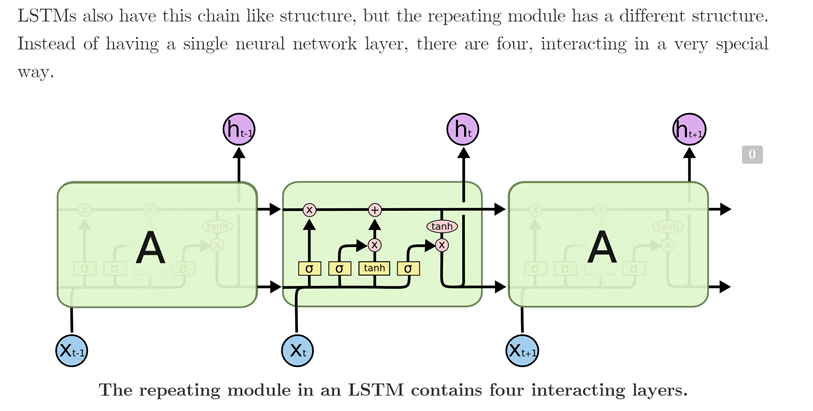 LSTMs also have this chain like structure, but the repeating module has a different structure.
Instead of having a single neural network layer, there are four, interacting in a very special
way.
ht-1 ht ht+1
0
x + tanh x + tanh x + tanh
A x x A
σ σ σ σ σ tanh σ σ σ σ
Xt-1 Xt Xt+1
The repeating module in an LSTM contains four interacting layers.